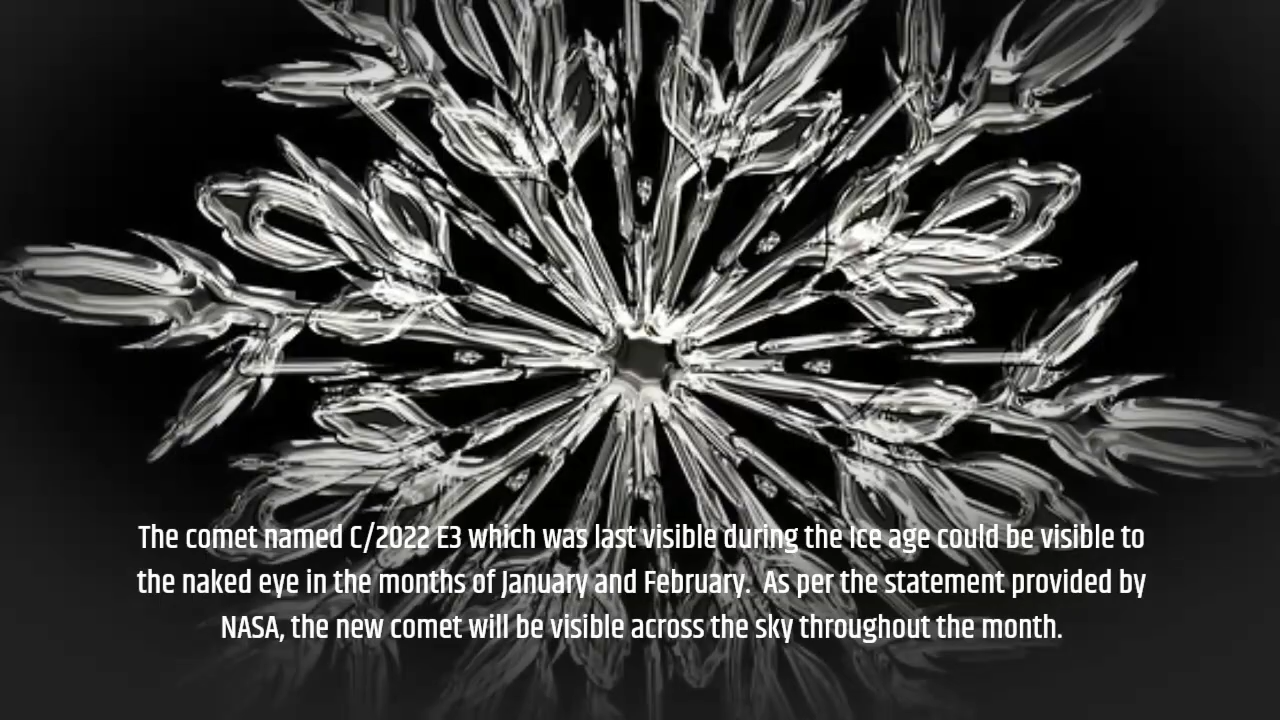 The comet named C/2022 E3 which was last visible during the Ice age could be visible to
the naked eye in the months of January and February.  As per the statement provided by
NASA, the new comet will be visible across the sky throughout the month.